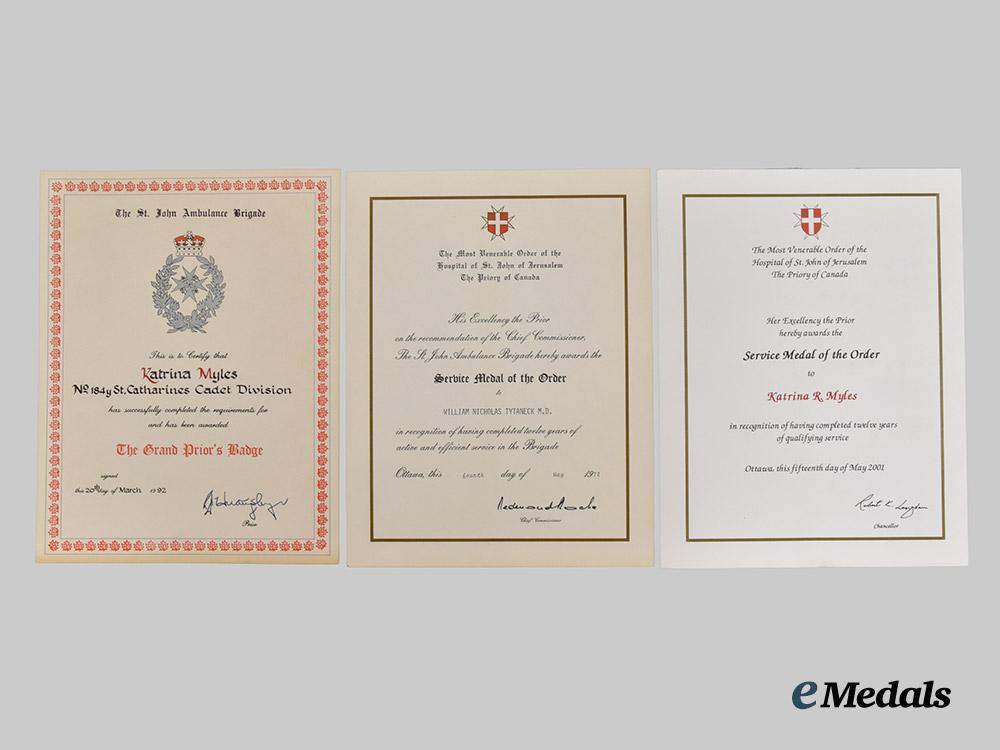 The St. John Ambulance Brigade
This is to Certify that
Katrina Myles
No 184y St. Catharines Cadet Division
has successfully completed the requirements for
and has been awarded
The Grand Prior's Badge
signed
this 20th day of March 1992
Prior
The Most Venerable Order of the
Hospital of St. John of Jerusalem
The Priory of Canada
His Excellency the Prior
on the recommendation of the Chief Commissioner,
The St. John Ambulance Brigade hereby awards the
Service Medal of the Order
to
WILLIAM NICHOLAS TYTANECK M.D.
in recognition of having completed twelve years of
active and efficient service in the Brigade
Ottawa, this fourth day of May 197
Chief Commissioner
The Most Venerable Order of the
Hospital of St. John of Jerusalem
The Priory of Canada
Her Excellency the Prior
hereby awards the
Service Medal of the Order
to
Katrina R. Myles
in recognition of having completed twelve years
of qualifying service
Ottawa, this fifteenth day of May 2001
Chancellor
eMedals